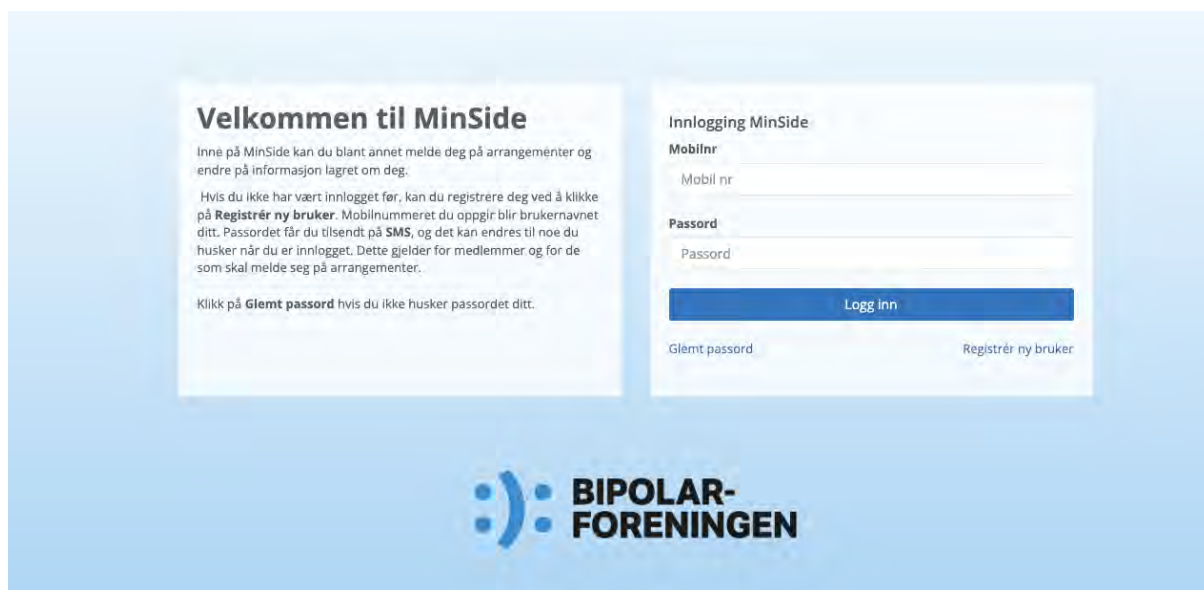 Velkommen til MinSide
Inne på MinSide kan du blant annet melde deg på arrangementer og
endre på informasjon lagret om deg.
Hvis du ikke har vært innlogget før, kan du registrere deg ved å klikke
på Registrér ny bruker. Mobilnummeret du oppgir blir brukernavnet
ditt. Passordet får du tilsendt på SMS, og det kan endres til noe du
husker når du er innlogget. Dette gjelder for medlemmer og for de
som skal melde seg på arrangementer.
Klikk på Glemt passord hvis du ikke husker passordet ditt.
Innlogging MinSide
Mobilnr
Mobil nr
Passord
Passord
Logg inn
Glemt passord
Registrér ny bruker
BIPOLAR-
FORENINGEN